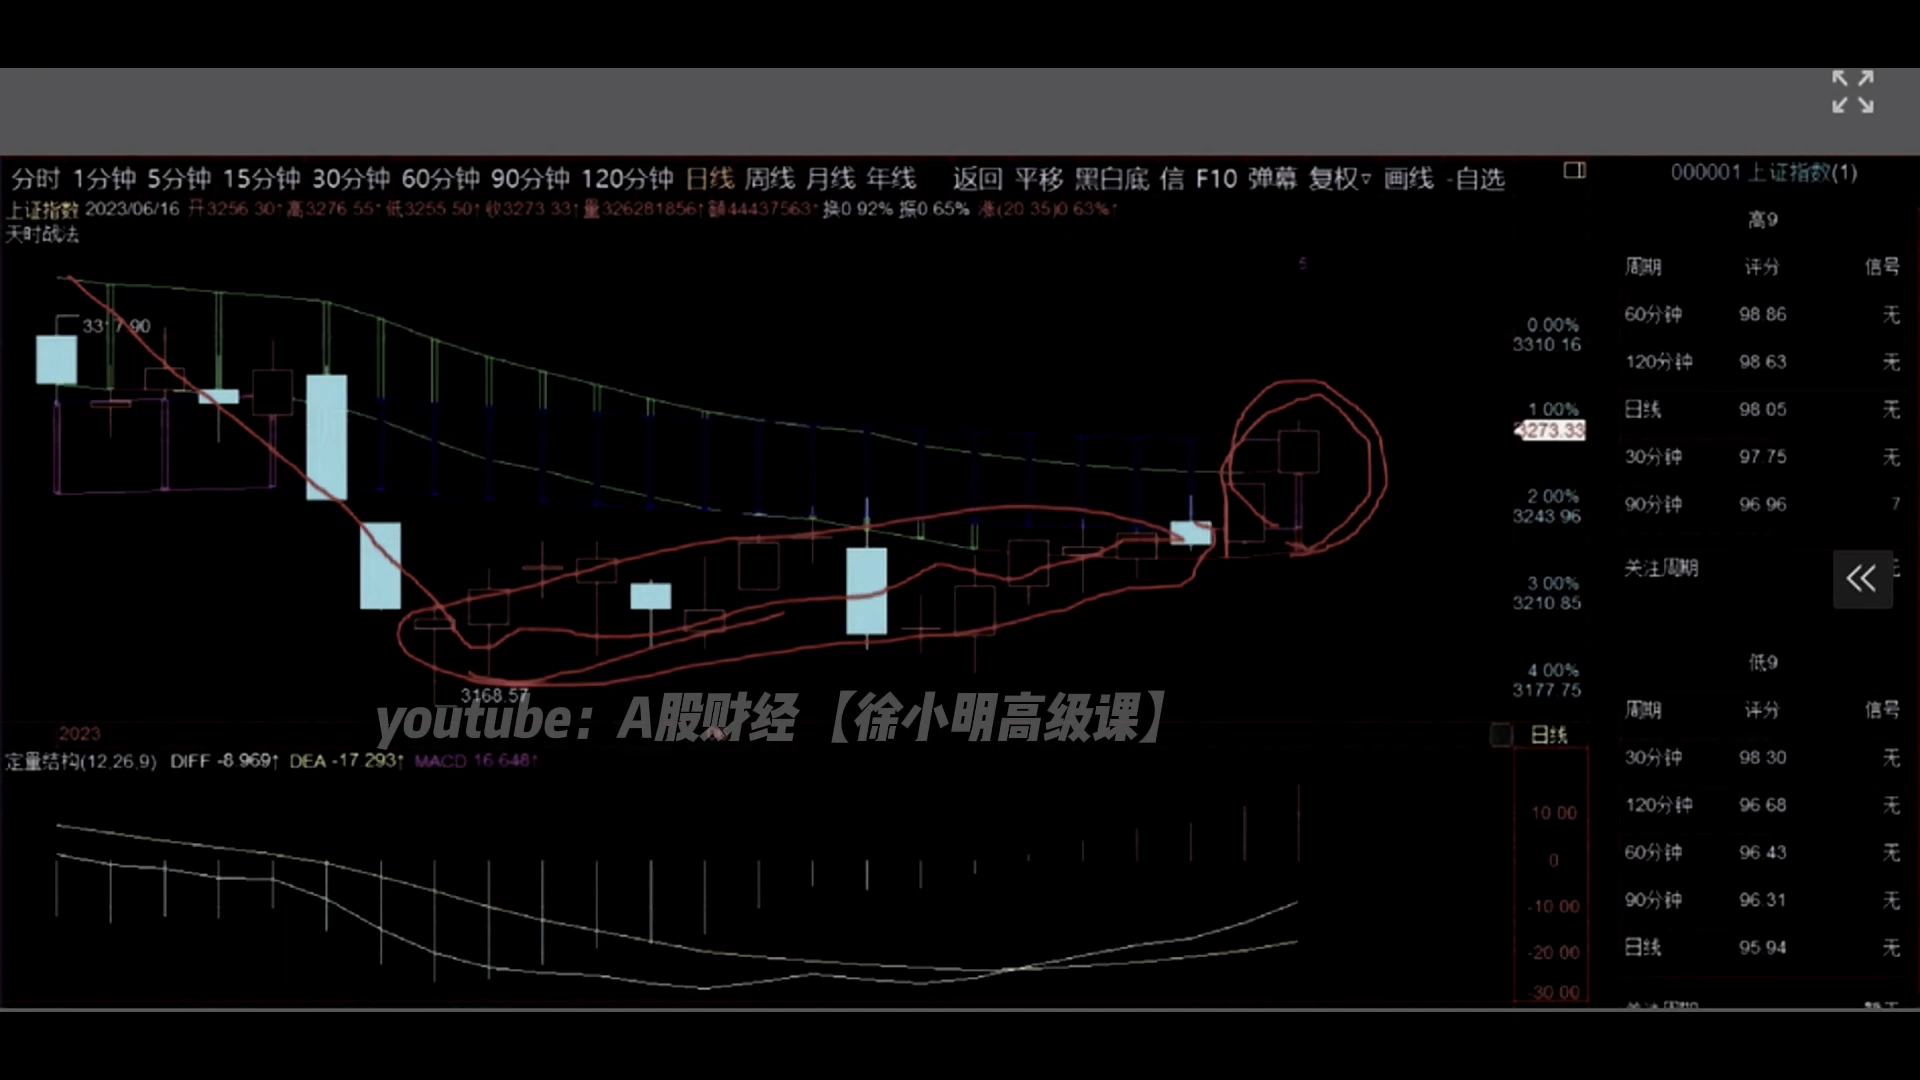 分时 1分钟 5分钟 15分钟 30分钟 60分钟 90分钟 120分钟 日线 周线 月线 年线 返回 平移 黑白底 信 F10 弹幕 复权▿ 画线 -自选
上证指数 2023/06/16 开3256 30↑高3276 55↑低3255 50↑收3273 33↑量326281856↑额44437563↑换0 92% 振0 65% 涨(20 35)0 63%↑
天时战法
5
3317.90
3168.57
0.00%
3310 16
1 00%
3273.33
2 00%
3243 96
3 00%
3210 85
4 00%
3177 75
youtube：A股财经【徐小明高级课】
2023
日线
定量结构(12,26,9) DIFF -8 969↑ DEA -17 293↑ MACD 16 648↑
10 00
0
-10 00
-20 00
-30 00
000001 上证指数(1)
高9
周期 评分 信号
60分钟 98 86 无
120分钟 98 63 无
日线 98 05 无
30分钟 97 75 无
90分钟 96 96 7
关注周期
低9
周期 评分 信号
30分钟 98 30 无
120分钟 96 68 无
60分钟 96 43 无
90分钟 96 31 无
日线 95 94 无